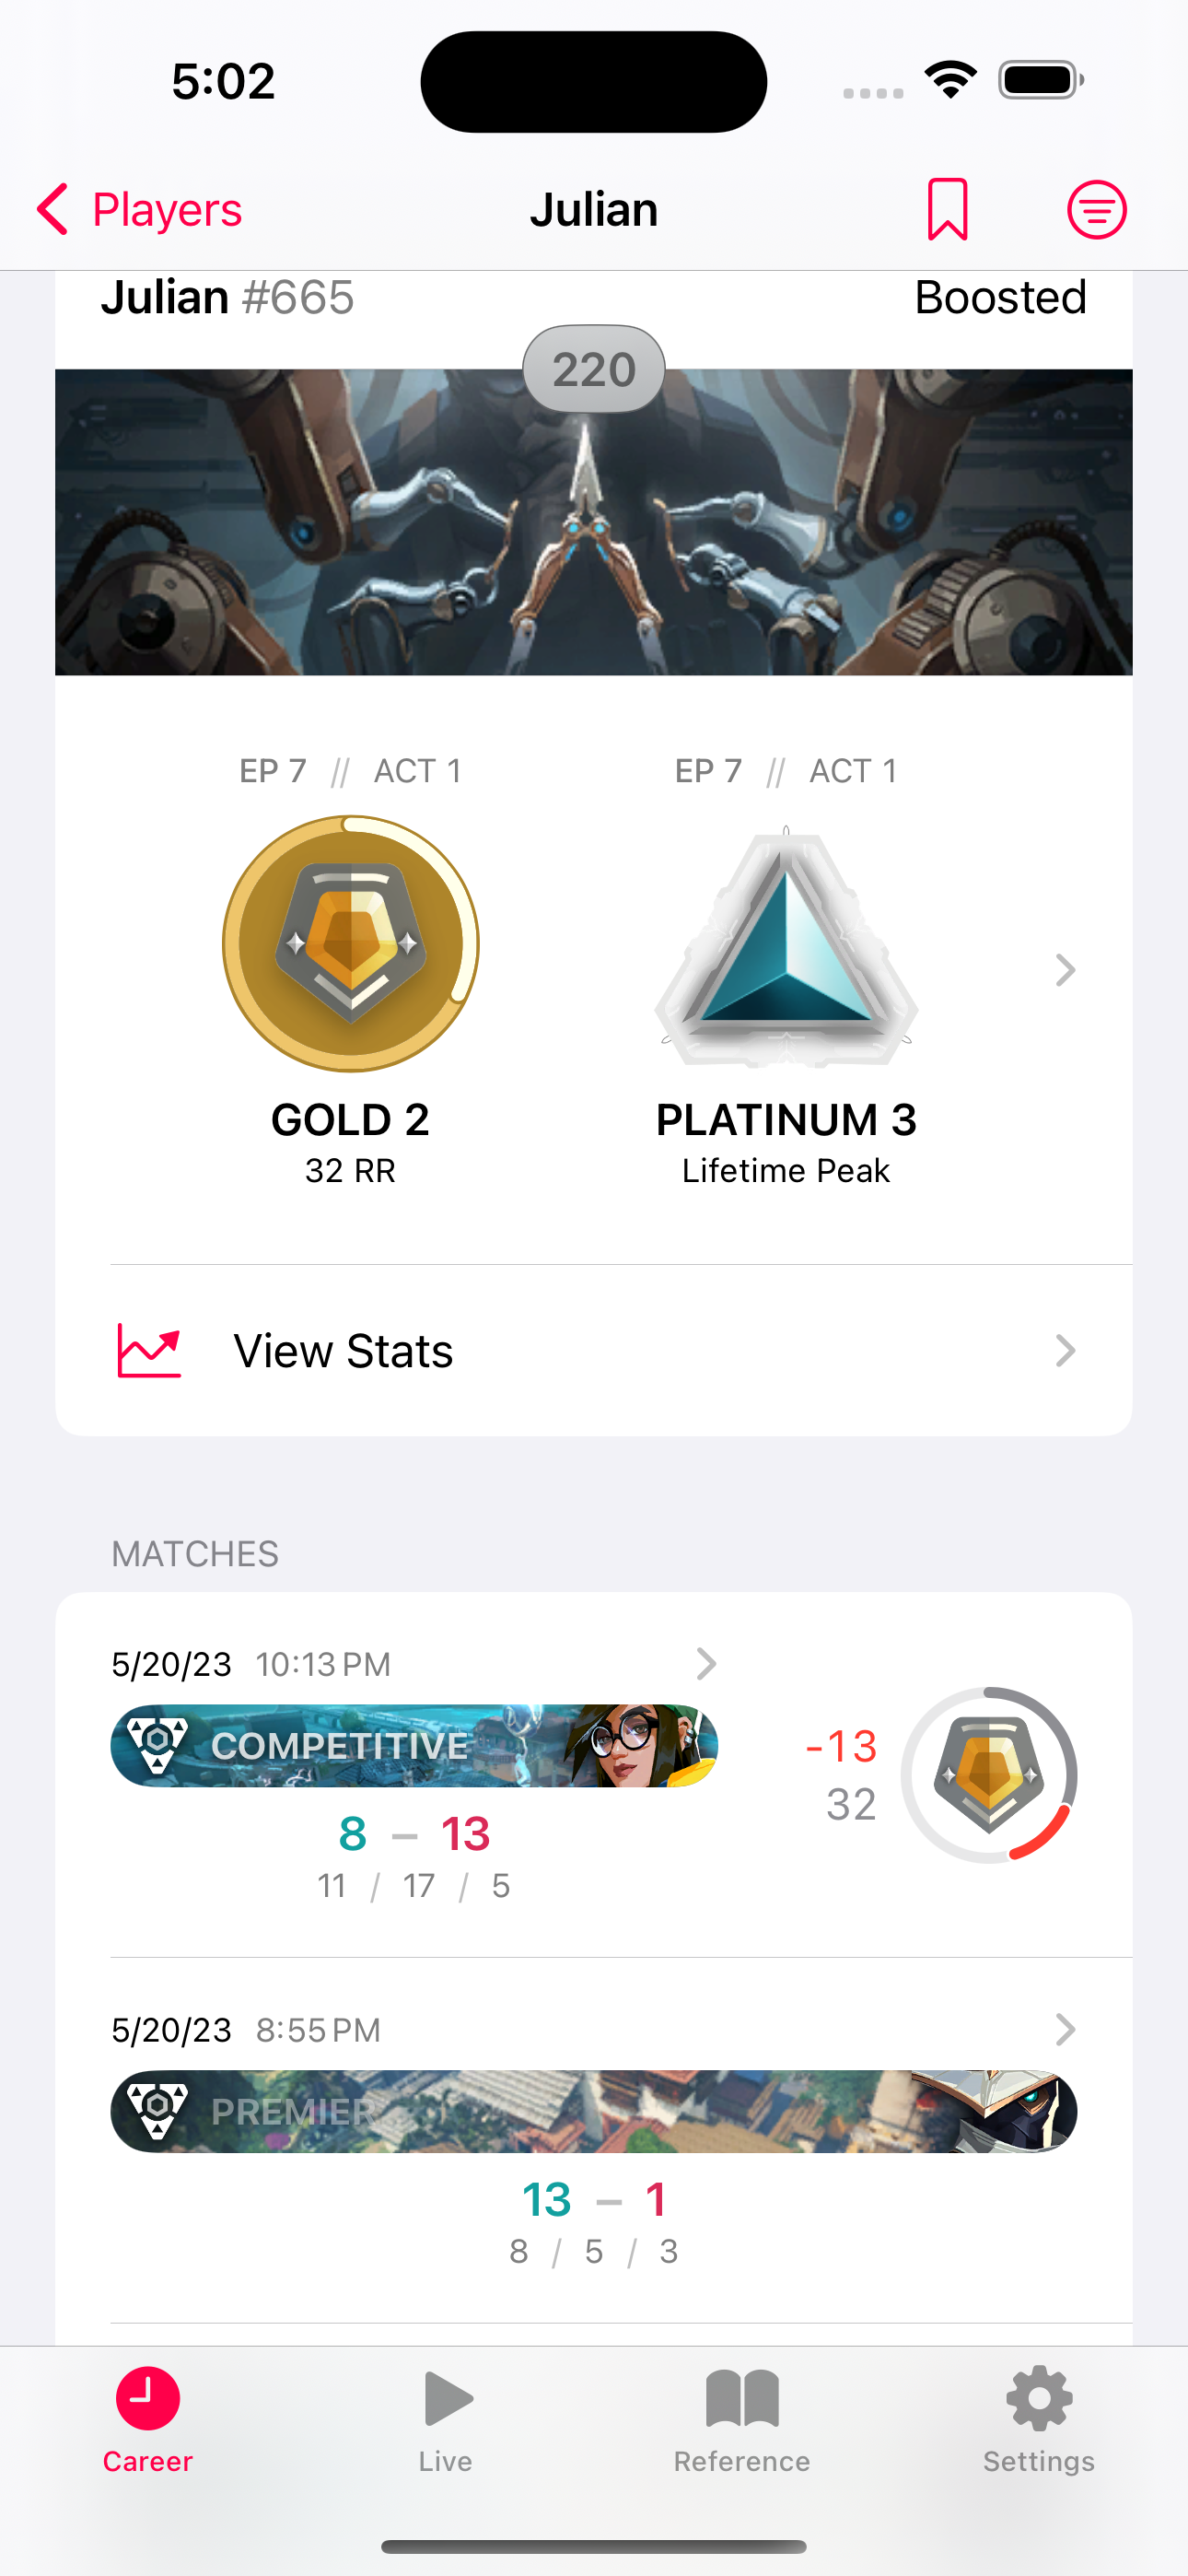 5:02
Players
Julian
Julian #665
Boosted
220
EP 7 // ACT 1
EP 7 // ACT 1
GOLD 2
PLATINUM 3
32 RR
Lifetime Peak
View Stats
MATCHES
5/20/23 10:13 PM
COMPETITIVE
-13
32
8 – 13
11 / 17 / 5
5/20/23 8:55 PM
PREMIER
13 – 1
8 / 5 / 3
Career
Live
Reference
Settings